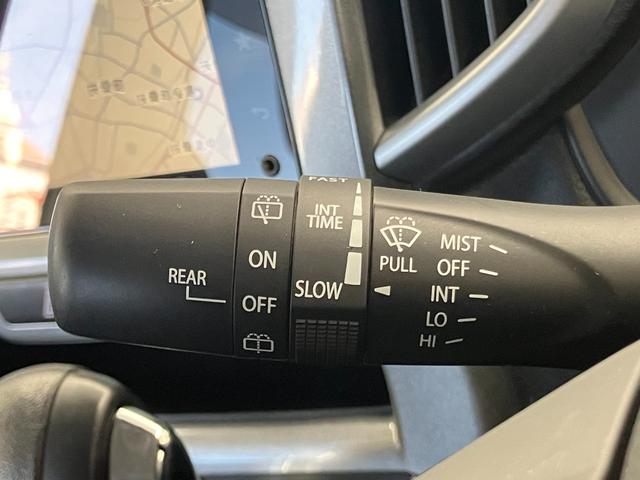 FAST
INT
TIME
SLOW
REAR
ON
OFF
PULL
MIST
OFF
INT
LO
HI